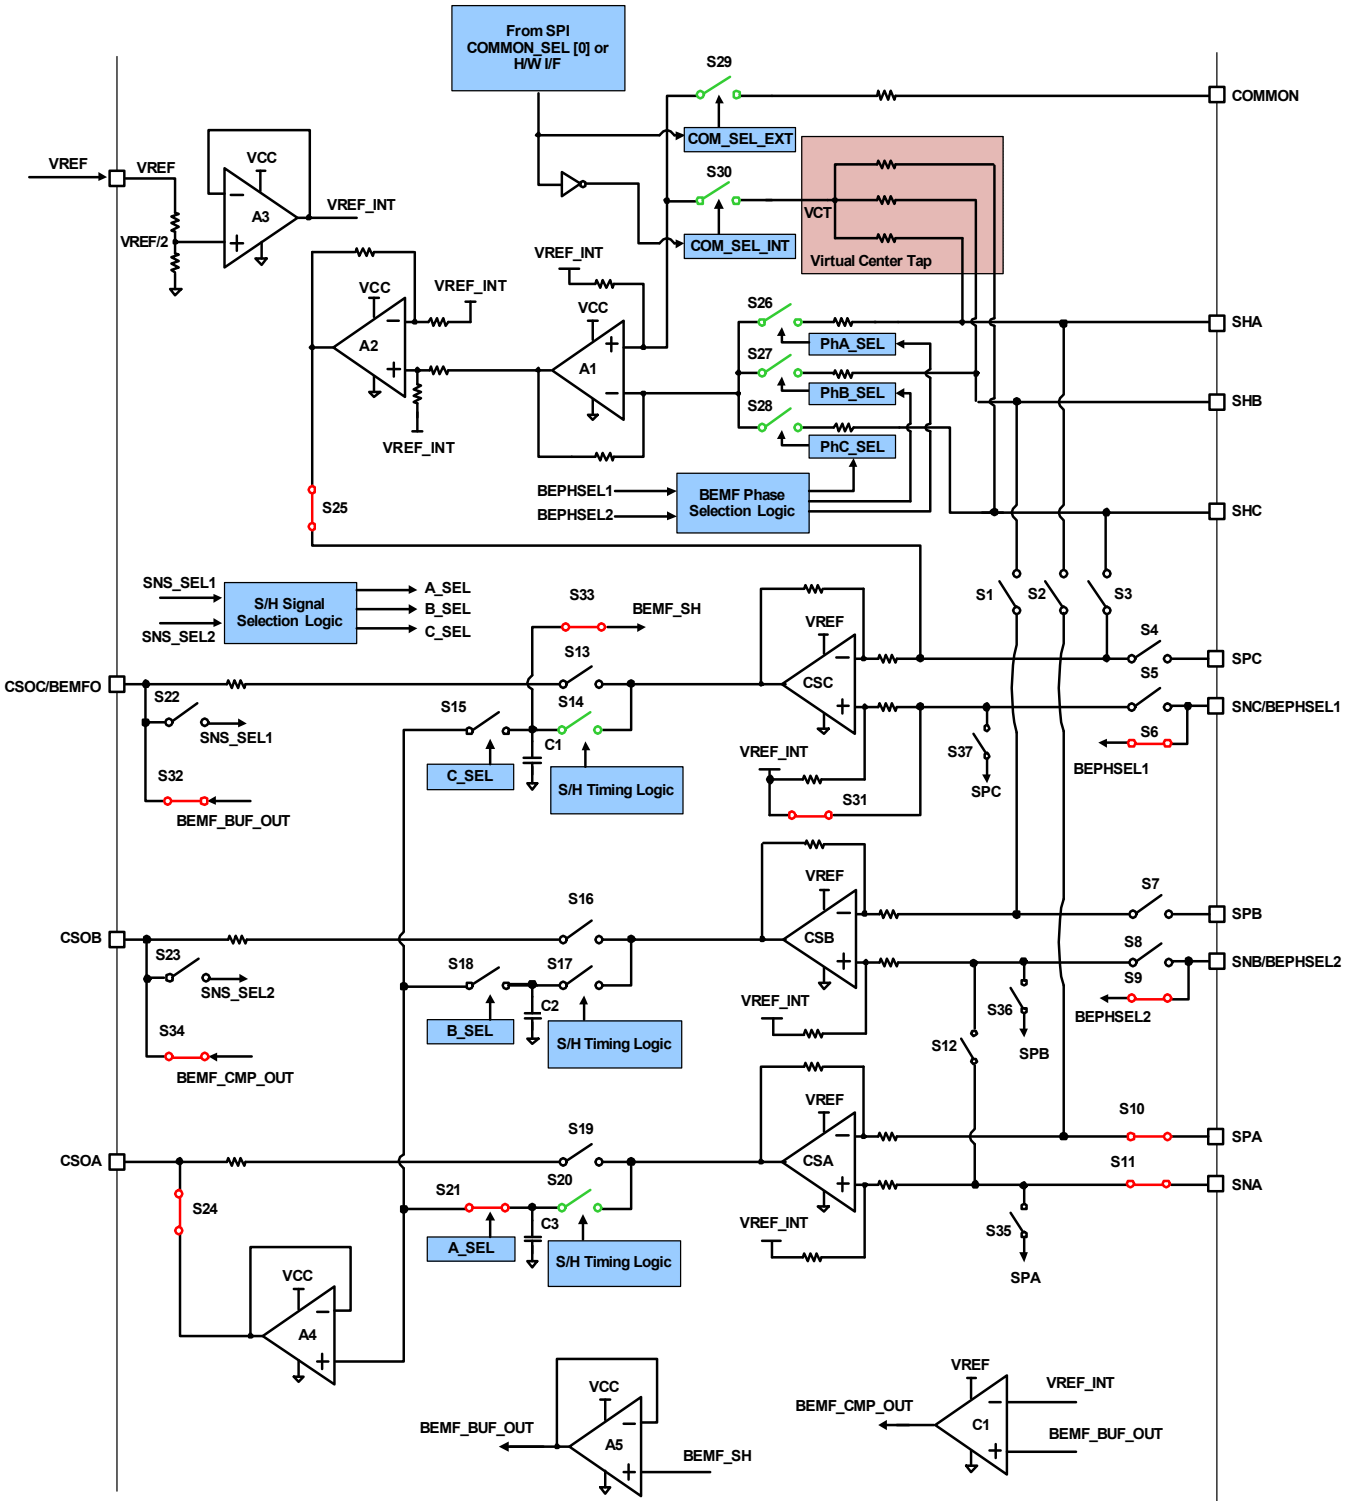 From SPI
COMMON_SEL [0] or
H/W I/F
S29
COMMON
COM_SEL_EXT
VREF
VREF
VCC
A3
VREF_INT
VREF/2
S30
VCT
COM_SEL_INT
Virtual Center Tap
VREF_INT
VCC
VREF_INT
A2
VREF_INT
VCC
A1
S26
PhA_SEL
SHA
S27
PhB_SEL
SHB
S28
PhC_SEL
BEPHSEL1
BEPHSEL2
BEMF Phase
Selection Logic
SHC
S25
SNS_SEL1
SNS_SEL2
S/H Signal
Selection Logic
A_SEL
B_SEL
C_SEL
S33
BEMF_SH
S1
S2
S3
S4
SPC
VREF
CSC
S13
CSOC/BEMFO
S22
SNS_SEL1
S15
S14
C1
C_SEL
S/H Timing Logic
S5
SNC/BEPHSEL1
S6
BEPHSEL1
S37
SPC
VREF_INT
S31
S32
BEMF_BUF_OUT
VREF
CSB
S7
SPB
S16
CSOB
S23
SNS_SEL2
S18
S17
C2
B_SEL
S/H Timing Logic
S8
SNB/BEPHSEL2
S9
BEPHSEL2
S36
SPB
S12
VREF_INT
S34
BEMF_CMP_OUT
VREF
CSA
S10
SPA
S19
CSOA
S24
S21
S20
C3
A_SEL
S/H Timing Logic
S11
SNA
S35
SPA
VREF_INT
VCC
A4
VCC
A5
BEMF_BUF_OUT
BEMF_SH
VREF
C1
BEMF_CMP_OUT
VREF_INT
BEMF_BUF_OUT